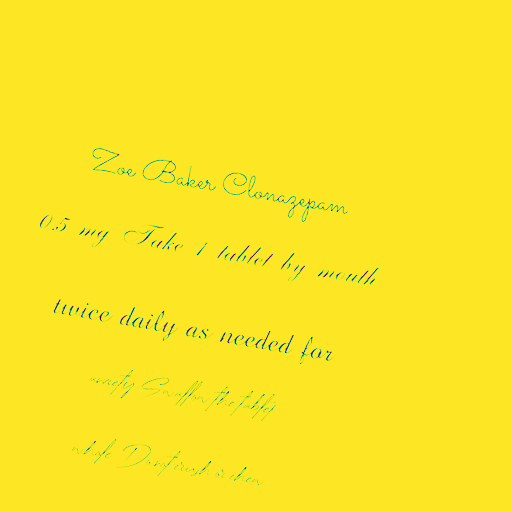 Zoe Baker Clonazepam
0.5 mg Take 1 tablet by mouth
twice daily as needed for
anxiety Swallow the tablet
whole Do not crush or chew